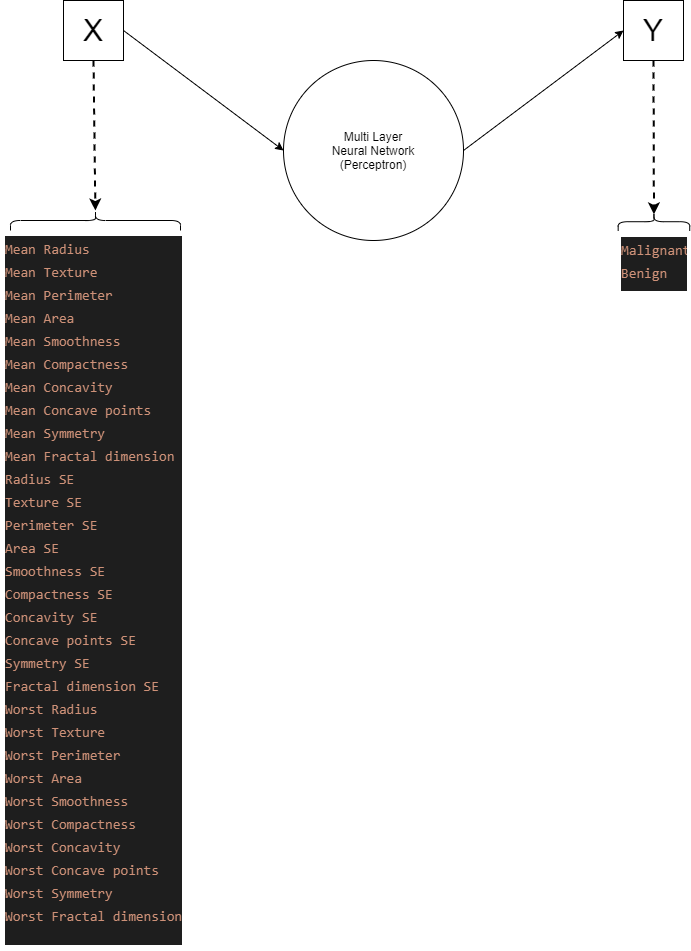 X
Y
Multi Layer
Neural Network
(Perceptron)
Mean Radius
Mean Texture
Mean Perimeter
Mean Area
Mean Smoothness
Mean Compactness
Mean Concavity
Mean Concave points
Mean Symmetry
Mean Fractal dimension
Radius SE
Texture SE
Perimeter SE
Area SE
Smoothness SE
Compactness SE
Concavity SE
Concave points SE
Symmetry SE
Fractal dimension SE
Worst Radius
Worst Texture
Worst Perimeter
Worst Area
Worst Smoothness
Worst Compactness
Worst Concavity
Worst Concave points
Worst Symmetry
Worst Fractal dimension
Malignant
Benign